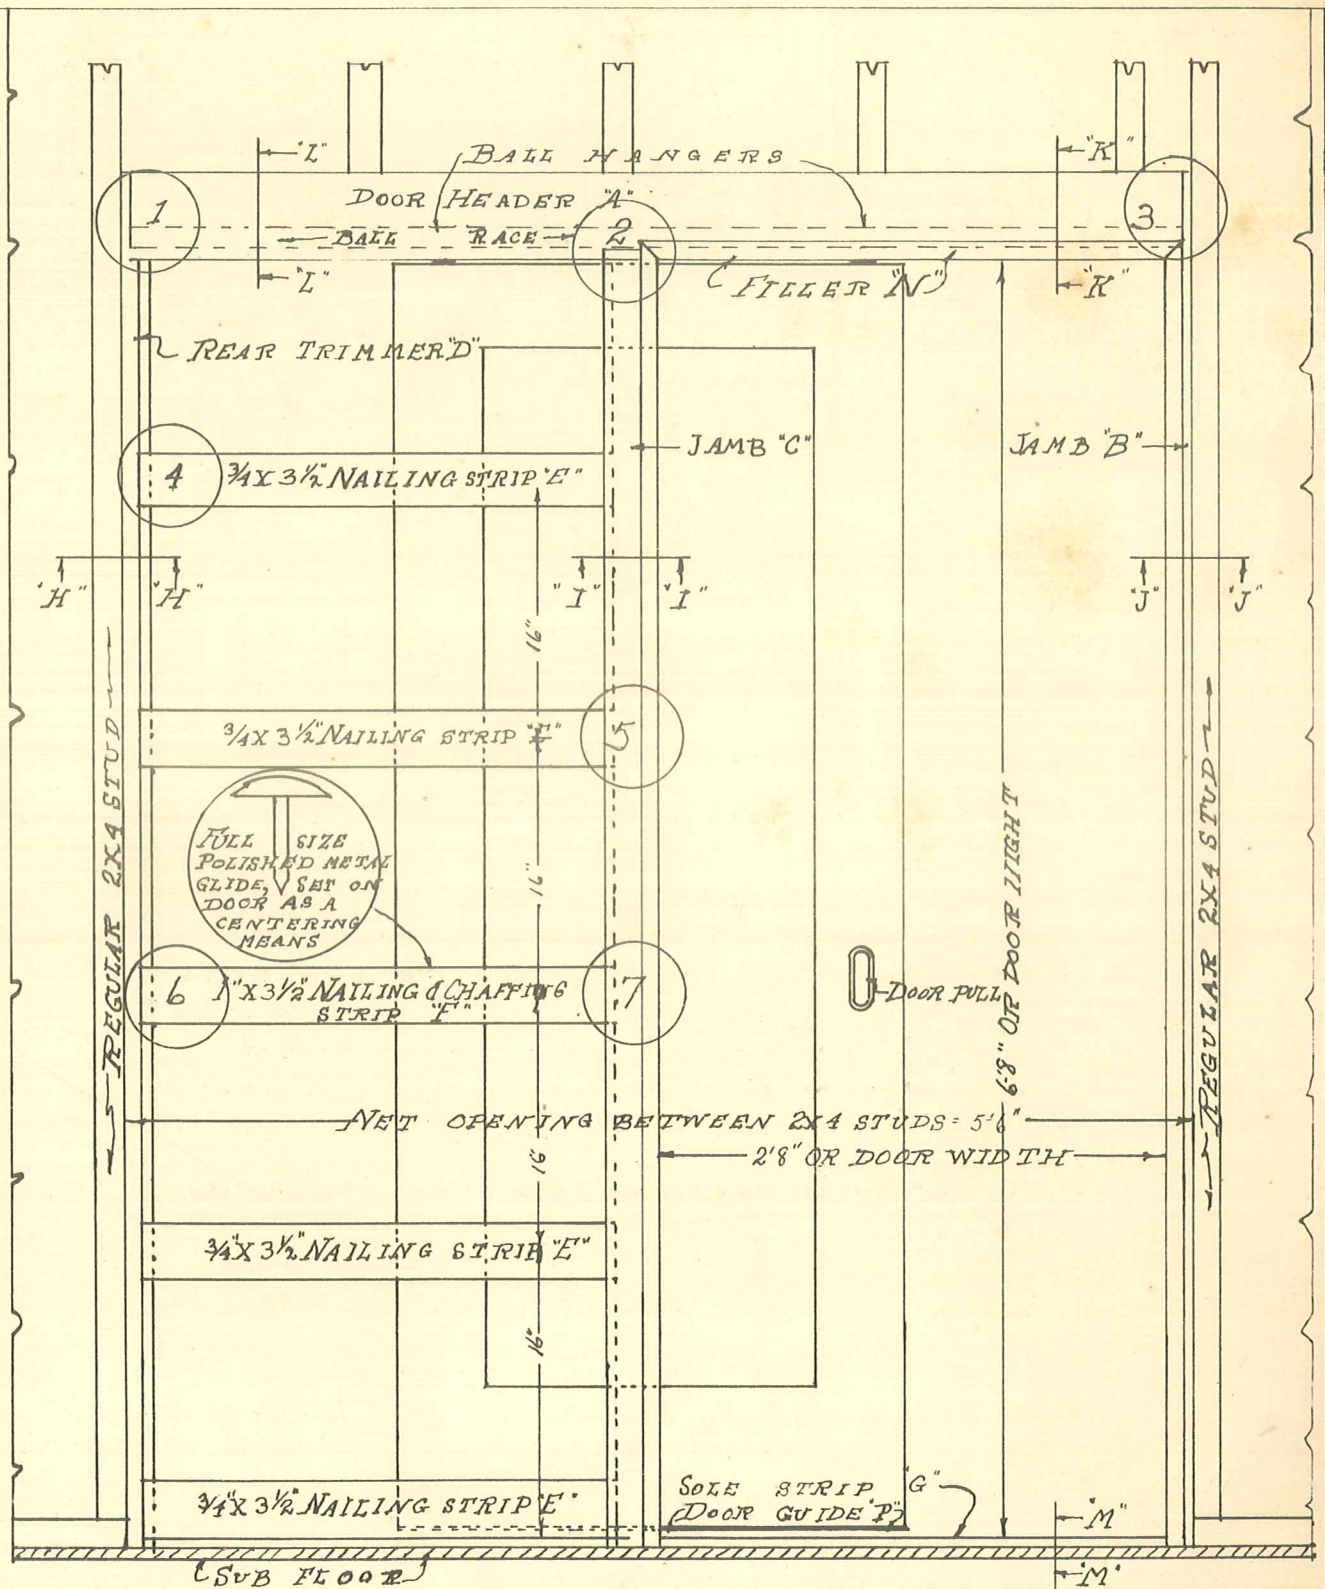 "L"
BALL HANGERS
"K"
DOOR HEADER "A"
1
2
3
BALL RACE
"L"
FILLER "N"
"K"
REAR TRIMMER "D"
JAMB "C"
JAMB "B"
4
3/4 X 3 1/2" NAILING STRIP "E"
"H" "H"
"I" "I"
"J" "J"
16"
3/4 X 3 1/2" NAILING STRIP "E"
5
REGULAR 2X4 STUD
FULL SIZE
POLISHED METAL
GLIDE, SET ON
DOOR AS A
CENTERING
MEANS
16"
6'8" OR DOOR HIGHT
REGULAR 2X4 STUD
6
1" X 3 1/2" NAILING & CHAFFING
STRIP "F"
7
DOOR PULL
NET OPENING BETWEEN 2X4 STUDS = 5'6"
2'8" OR DOOR WIDTH
16"
3/4" X 3 1/2" NAILING STRIP "E"
16"
3/4" X 3 1/2" NAILING STRIP "E"
SOLE STRIP "G"
DOOR GUIDE "P"
"M"
SUB FLOOR
"M"